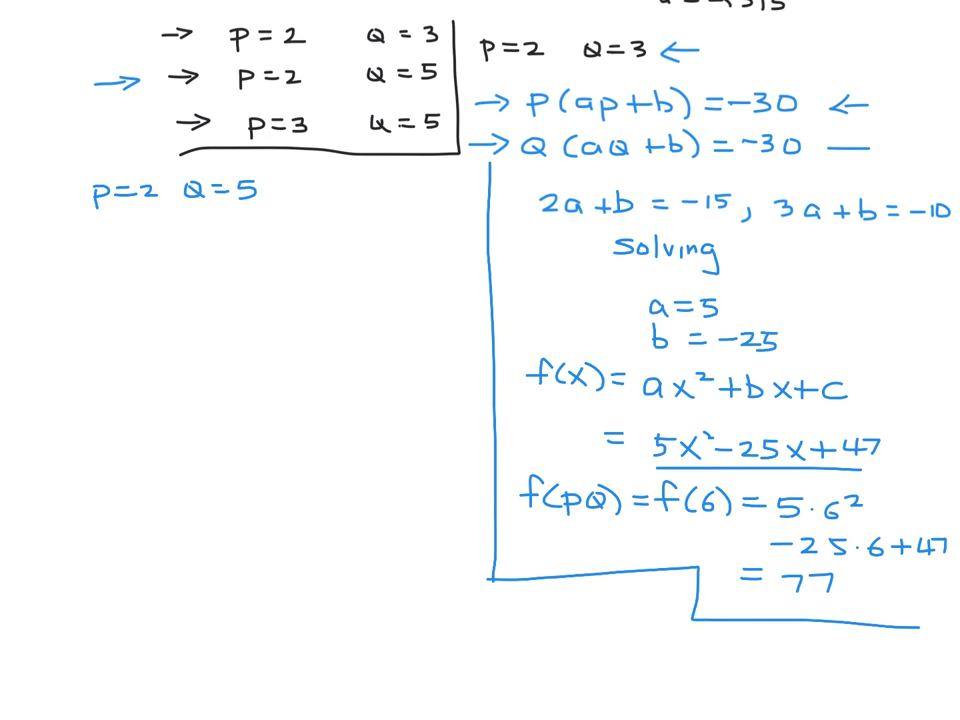 → P=2 Q=3
→ → P=2 Q=5
→ P=3 Q=5
P=2 Q=5
P=2 Q=3 ←
→ P(aP+b)=-30 ←
→ Q(aQ+b)=-30 —
2a+b=-15, 3a+b=-10
Solving
a=5
b=-25
f(x)=ax²+bx+c
=5x²-25x+47
f(PQ)=f(6)=5·6²
-25·6+47
=77